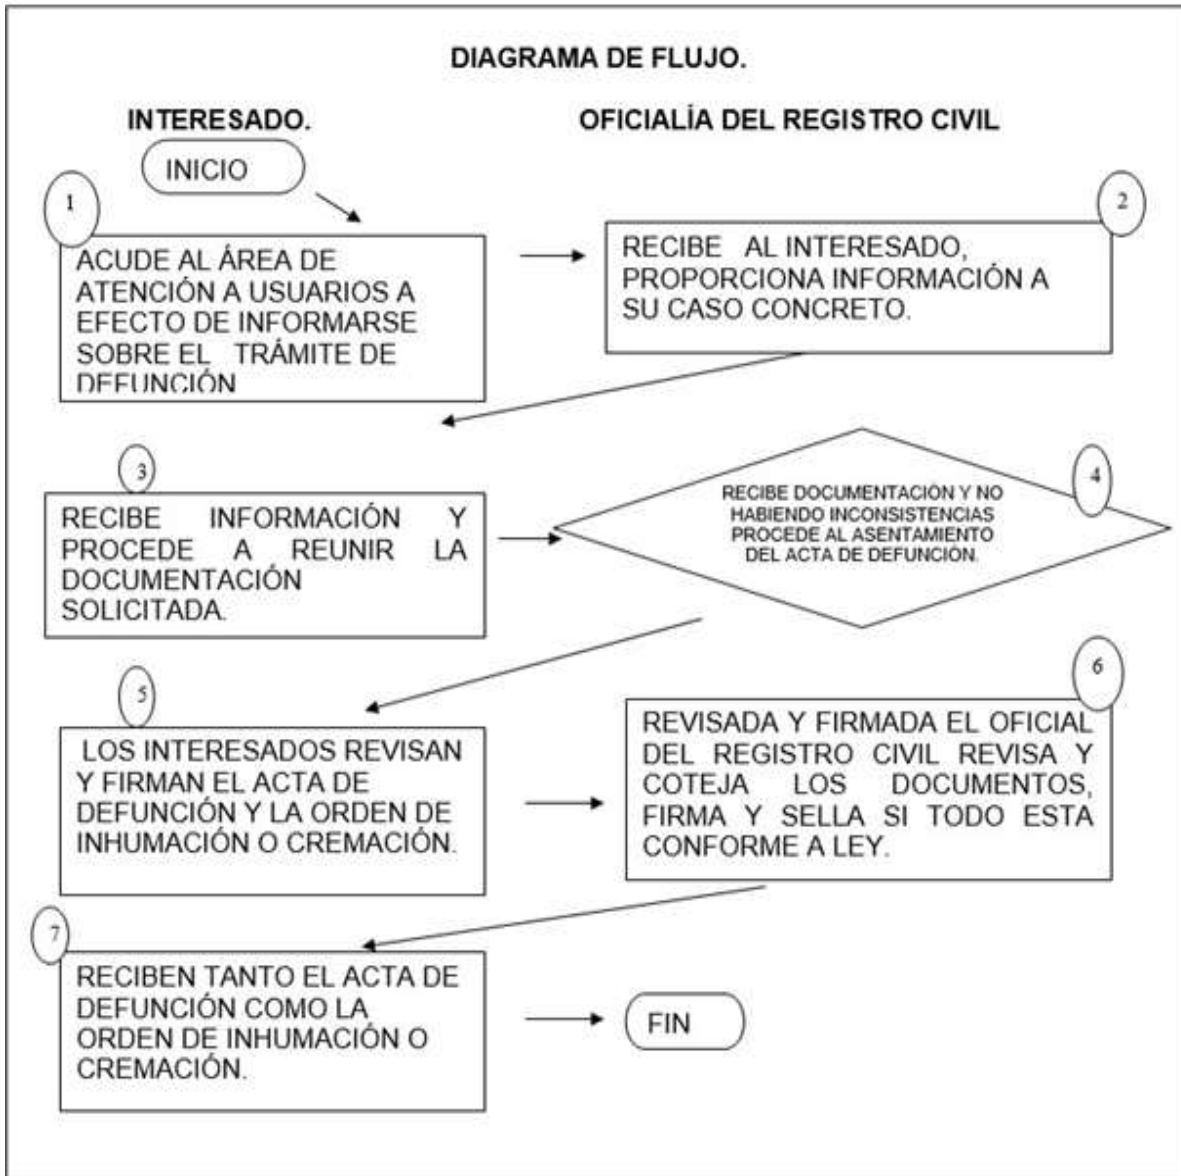 DIAGRAMA DE FLUJO.
INTERESADO.
OFICIALÍA DEL REGISTRO CIVIL
INICIO
1
ACUDE AL ÁREA DE
ATENCIÓN A USUARIOS A
EFECTO DE INFORMARSE
SOBRE EL TRÁMITE DE
DEFUNCIÓN
2
RECIBE AL INTERESADO,
PROPORCIONA INFORMACIÓN A
SU CASO CONCRETO.
3
RECIBE INFORMACIÓN Y
PROCEDE A REUNIR LA
DOCUMENTACIÓN
SOLICITADA.
4
RECIBE DOCUMENTACIÓN Y NO
HABIENDO INCONSISTENCIAS
PROCEDE AL ASENTAMIENTO
DEL ACTA DE DEFUNCIÓN.
5
LOS INTERESADOS REVISAN
Y FIRMAN EL ACTA DE
DEFUNCIÓN Y LA ORDEN DE
INHUMACIÓN O CREMACIÓN.
6
REVISADA Y FIRMADA EL OFICIAL
DEL REGISTRO CIVIL REVISA Y
COTEJA LOS DOCUMENTOS,
FIRMA Y SELLA SI TODO ESTA
CONFORME A LEY.
7
RECIBEN TANTO EL ACTA DE
DEFUNCIÓN COMO LA
ORDEN DE INHUMACIÓN O
CREMACIÓN.
FIN